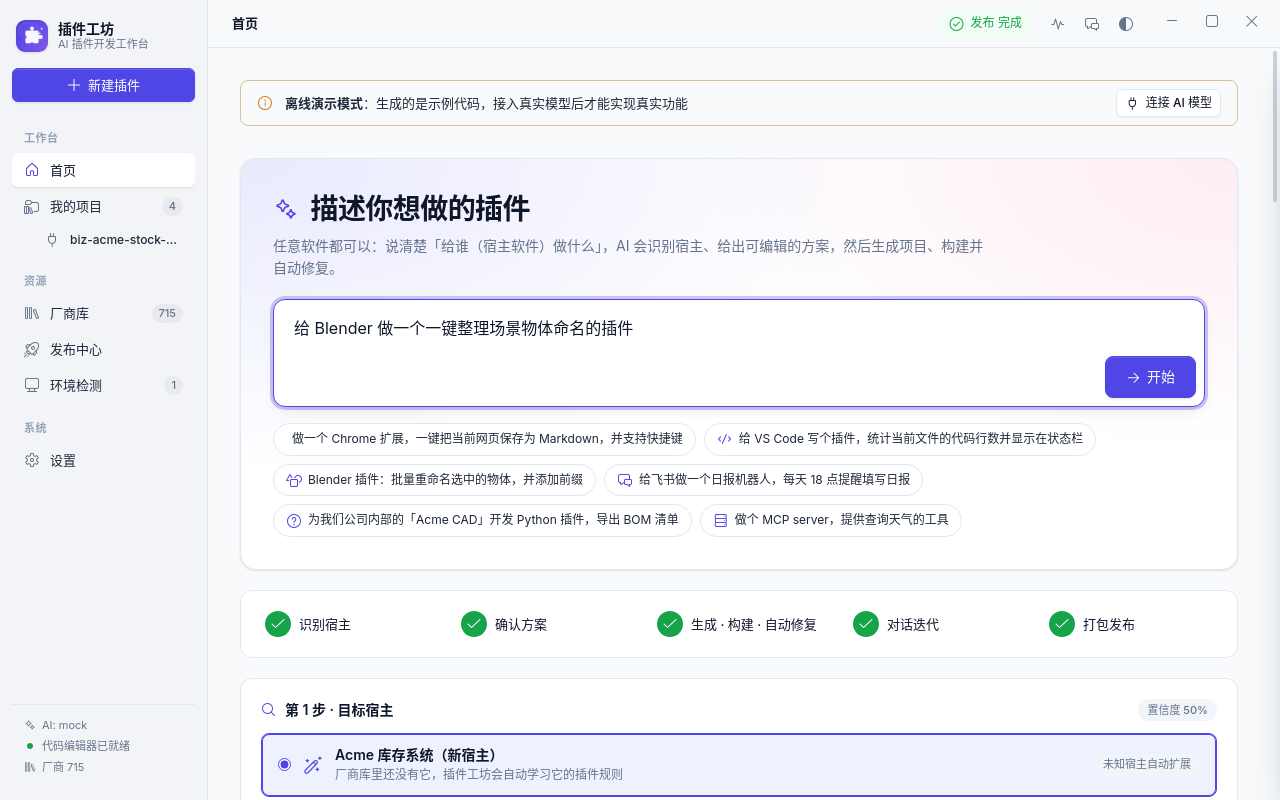 插件工坊
AI 插件开发工作台
新建插件
工作台
首页
我的项目 4
biz-acme-stock-...
资源
厂商库 715
发布中心
环境检测 1
系统
设置
AI: mock
代码编辑器已就绪
厂商 715
首页
发布 完成
离线演示模式：生成的是示例代码，接入真实模型后才能实现真实功能
连接 AI 模型
描述你想做的插件
任意软件都可以：说清楚「给谁（宿主软件）做什么」，AI 会识别宿主、给出可编辑的方案，然后生成项目、构建并
自动修复。
给 Blender 做一个一键整理场景物体命名的插件
开始
做一个 Chrome 扩展，一键把当前网页保存为 Markdown，并支持快捷键
给 VS Code 写个插件，统计当前文件的代码行数并显示在状态栏
Blender 插件：批量重命名选中的物体，并添加前缀
给飞书做一个日报机器人，每天 18 点提醒填写日报
为我们公司内部的「Acme CAD」开发 Python 插件，导出 BOM 清单
做个 MCP server，提供查询天气的工具
识别宿主
确认方案
生成 · 构建 · 自动修复
对话迭代
打包发布
第 1 步 · 目标宿主
置信度 50%
Acme 库存系统（新宿主）
厂商库里还没有它，插件工坊会自动学习它的插件规则
未知宿主自动扩展